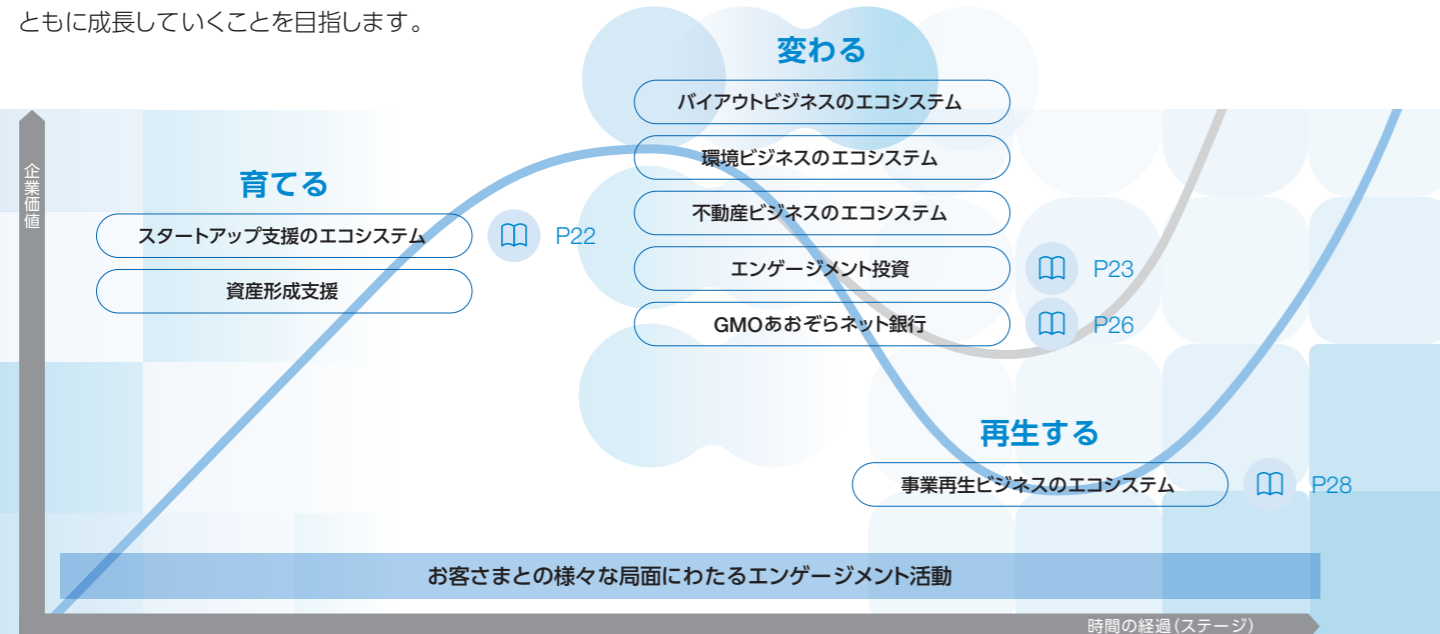 ともに成長していくことを目指します。
変わる
バイアウトビジネスのエコシステム
環境ビジネスのエコシステム
不動産ビジネスのエコシステム
エンゲージメント投資
P23
GMOあおぞらネット銀行
P26
企業価値
育てる
スタートアップ支援のエコシステム
P22
資産形成支援
再生する
事業再生ビジネスのエコシステム
P28
お客さまとの様々な局面にわたるエンゲージメント活動
時間の経過(ステージ)